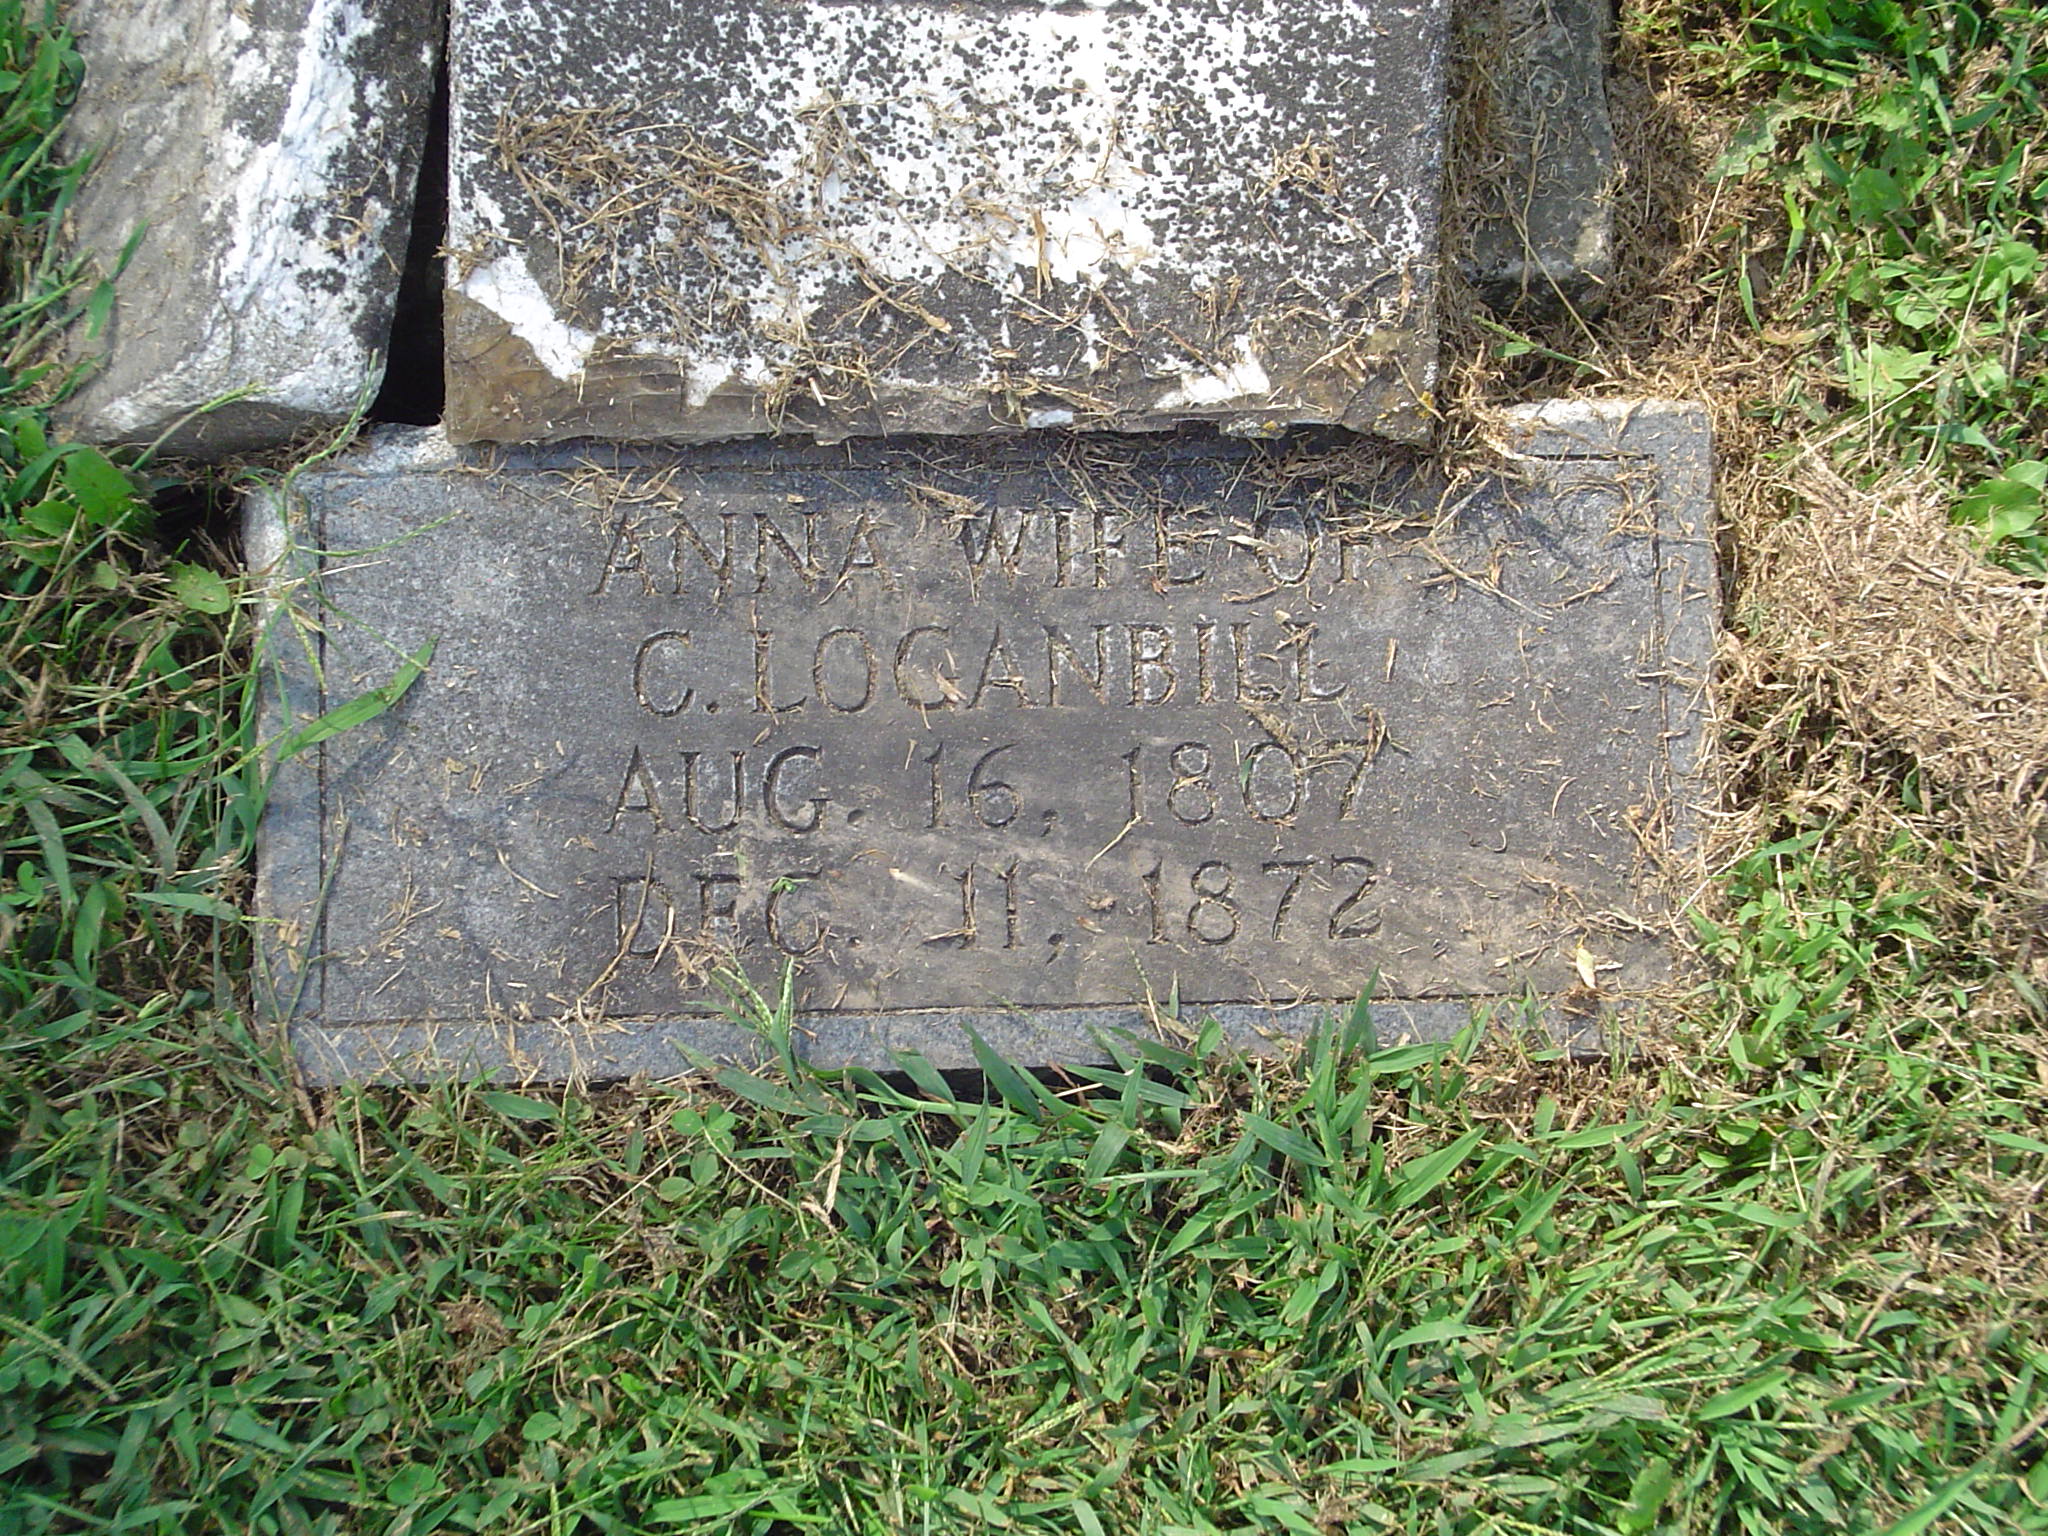 ANNA WIFE OF
C. LOGANBILL
AUG. 16, 1807
DEC. 11, 1872